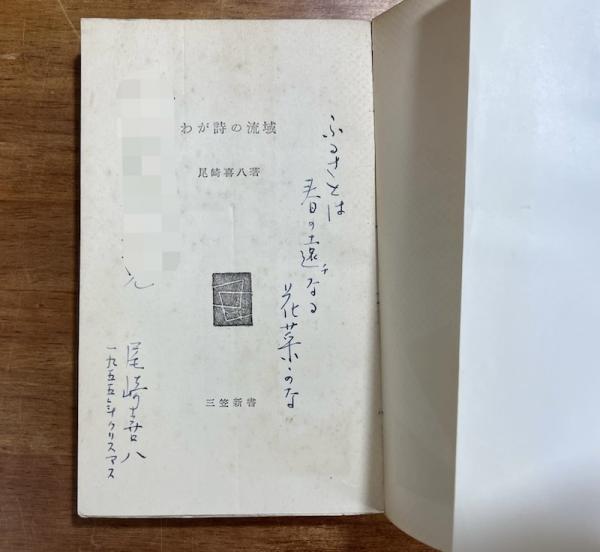 ふるさとは
春の遠チなる
花菜かな
わが詩の流域
尾崎喜八著
三笠新書
尾崎喜八
一九五五年クリスマス